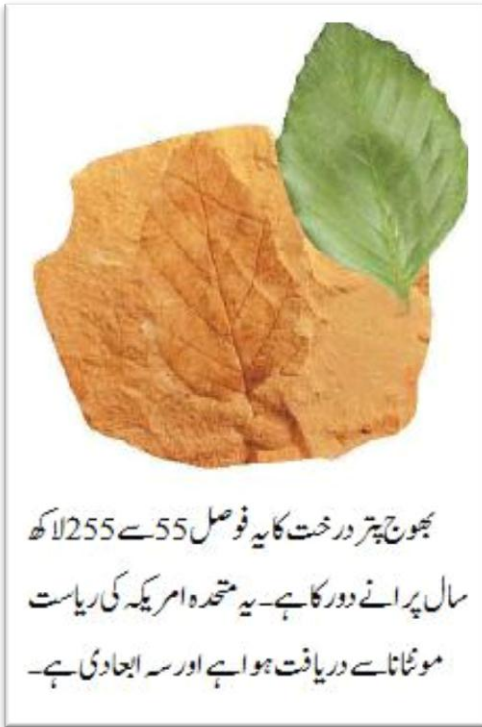 بھوج پتر درخت کا یہ فوصل 55 سے 255 لاکھ
سال پرانے دور کا ہے۔ یہ متحدہ امریکہ کی ریاست
مونٹانا سے دریافت ہوا ہے اور سہ ابعادی ہے۔